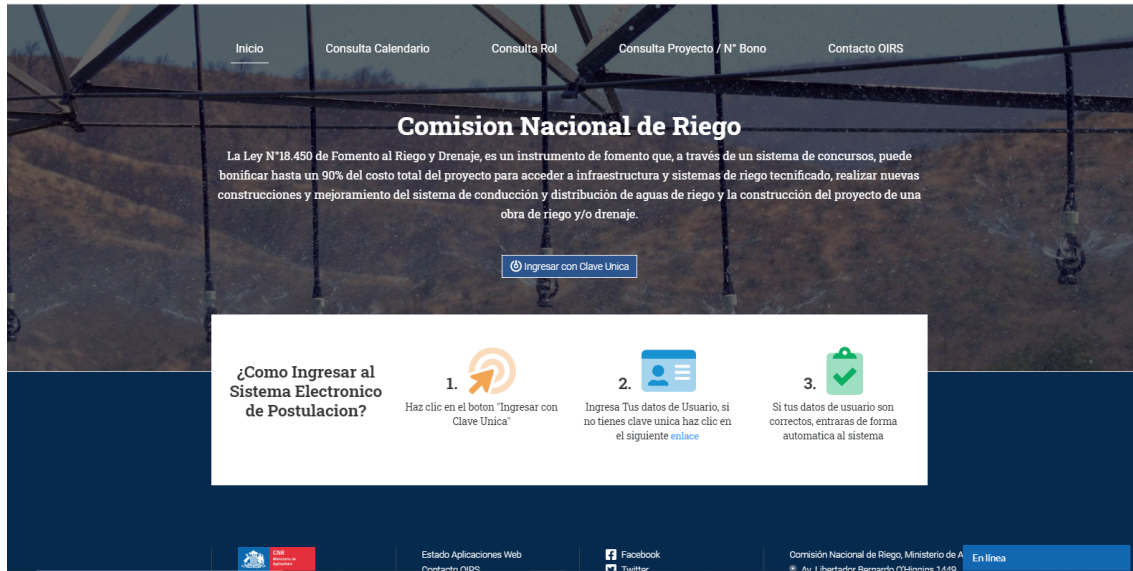 Inicio
Consulta Calendario
Consulta Rol
Consulta Proyecto / N° Bono
Contacto OIRS
Comision Nacional de Riego
La Ley N°18.450 de Fomento al Riego y Drenaje, es un instrumento de fomento que, a través de un sistema de concursos, puede
bonificar hasta un 90% del costo total del proyecto para acceder a infraestructura y sistemas de riego tecnificado, realizar nuevas
construcciones y mejoramiento del sistema de conducción y distribución de aguas de riego y la construcción del proyecto de una
obra de riego y/o drenaje.
Ingresar con Clave Unica
¿Como Ingresar al
Sistema Electronico
de Postulacion?
1.
Haz clic en el boton "Ingresar con
Clave Unica"
2.
Ingresa Tus datos de Usuario, si
no tienes clave unica haz clic en
el siguiente enlace
3.
Si tus datos de usuario son
correctos, entraras de forma
automatica al sistema
CNR
Ministerio de
Agricultura
Estado Aplicaciones Web
Contacto OIRS
Facebook
Twitter
Comisión Nacional de Riego, Ministerio de A
Av. Libertador Bernardo O'Higgins 1449
En línea